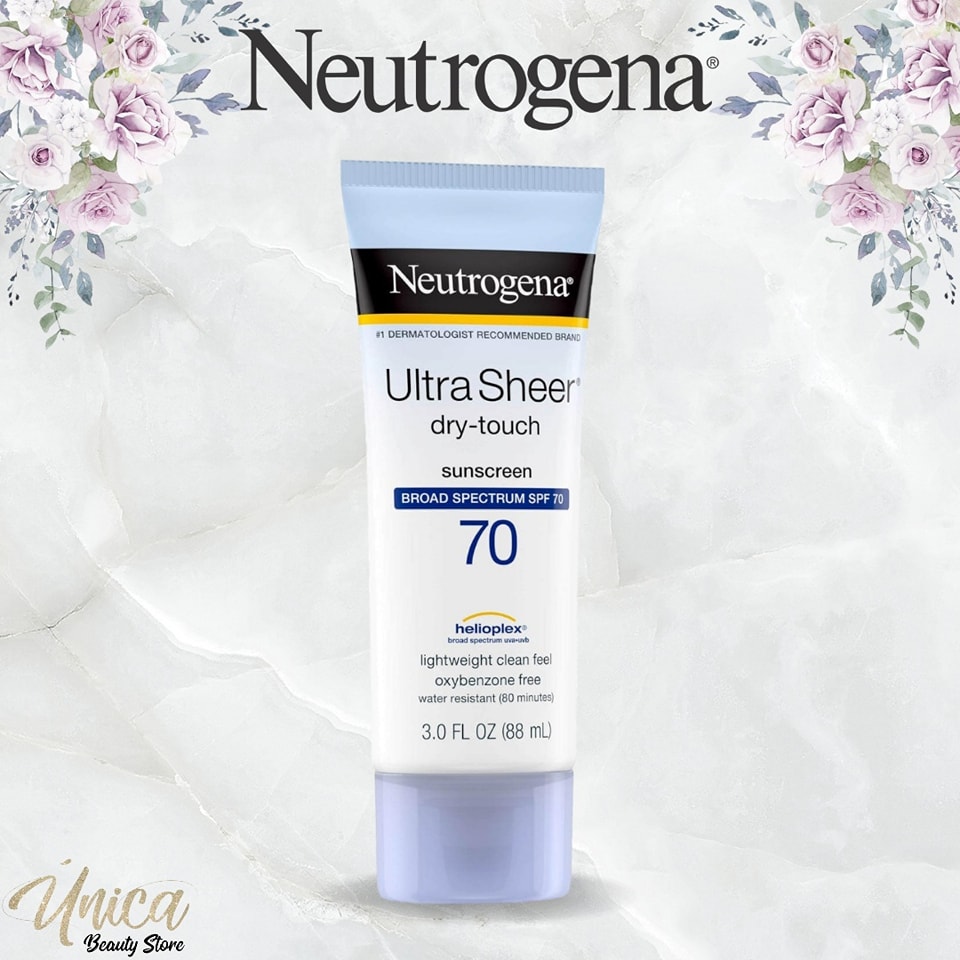 Neutrogena®
Neutrogena®
#1 DERMATOLOGIST RECOMMENDED BRAND
Ultra Sheer®
dry-touch
sunscreen
BROAD SPECTRUM SPF 70
70
helioplex®
broad spectrum uva•uvb
lightweight clean feel
oxybenzone free
water resistant (80 minutes)
3.0 FL OZ (88 mL)
Única
Beauty Store